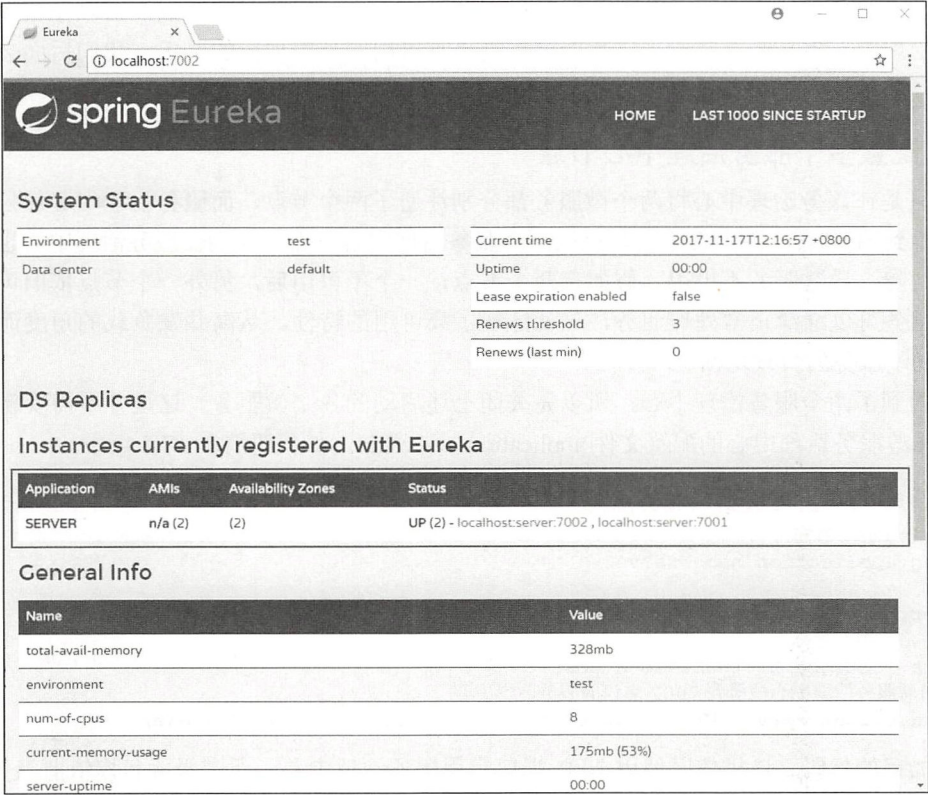 Eureka
localhost:7002
spring Eureka
HOME LAST 1000 SINCE STARTUP
System Status
Environment test
Data center default
Current time 2017-11-17T12:16:57 +0800
Uptime 00:00
Lease expiration enabled false
Renews threshold 3
Renews (last min) 0
DS Replicas
Instances currently registered with Eureka
Application AMIs Availability Zones Status
SERVER n/a (2) (2) UP (2) - localhost:server:7002 , localhost:server:7001
General Info
Name Value
total-avail-memory 328mb
environment test
num-of-cpus 8
current-memory-usage 175mb (53%)
server-uptime 00:00